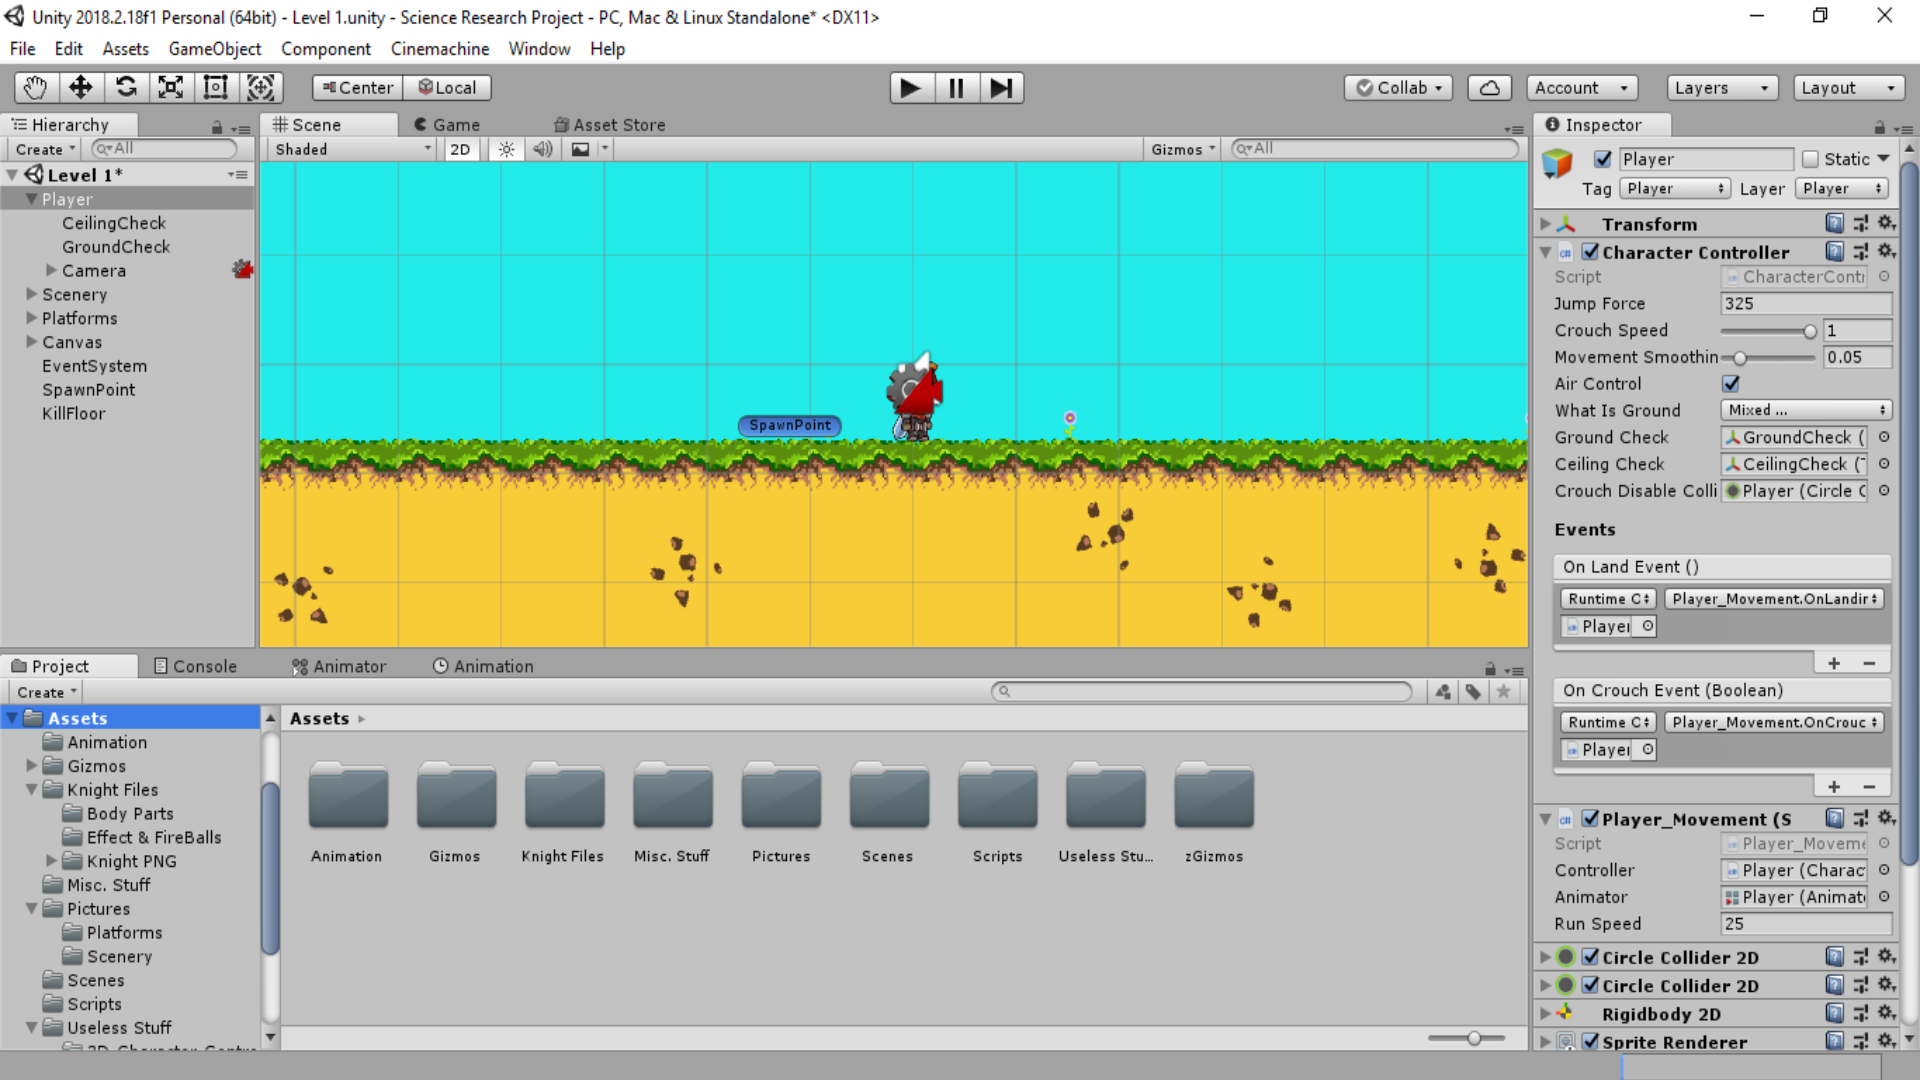 Unity 2018.2.18f1 Personal (64bit) - Level 1.unity - Science Research Project - PC, Mac & Linux Standalone* <DX11>
File Edit Assets GameObject Component Cinemachine Window Help
Center Local Collab Account Layers Layout
Hierarchy
Create All
Level 1*
Player
CeilingCheck
GroundCheck
Camera
Scenery
Platforms
Canvas
EventSystem
SpawnPoint
KillFloor
Scene Game Asset Store
Shaded 2D Gizmos All
SpawnPoint
Project Console Animator Animation
Create
Assets
Animation
Gizmos
Knight Files
Body Parts
Effect & FireBalls
Knight PNG
Misc. Stuff
Pictures
Platforms
Scenery
Scenes
Scripts
Useless Stuff
Assets
Animation Gizmos Knight Files Misc. Stuff Pictures Scenes Scripts Useless Stu... zGizmos
Inspector
Player Static
Tag Player Layer Player
Transform
Character Controller
Script CharacterContr
Jump Force 325
Crouch Speed 1
Movement Smoothin 0.05
Air Control
What Is Ground Mixed ...
Ground Check GroundCheck (
Ceiling Check CeilingCheck (T
Crouch Disable Colli Player (Circle C
Events
On Land Event ()
Runtime C Player_Movement.OnLandin
Player
On Crouch Event (Boolean)
Runtime C Player_Movement.OnCrouc
Player
Player_Movement (S
Script Player_Moveme
Controller Player (Charac
Animator Player (Animat
Run Speed 25
Circle Collider 2D
Circle Collider 2D
Rigidbody 2D
Sprite Renderer